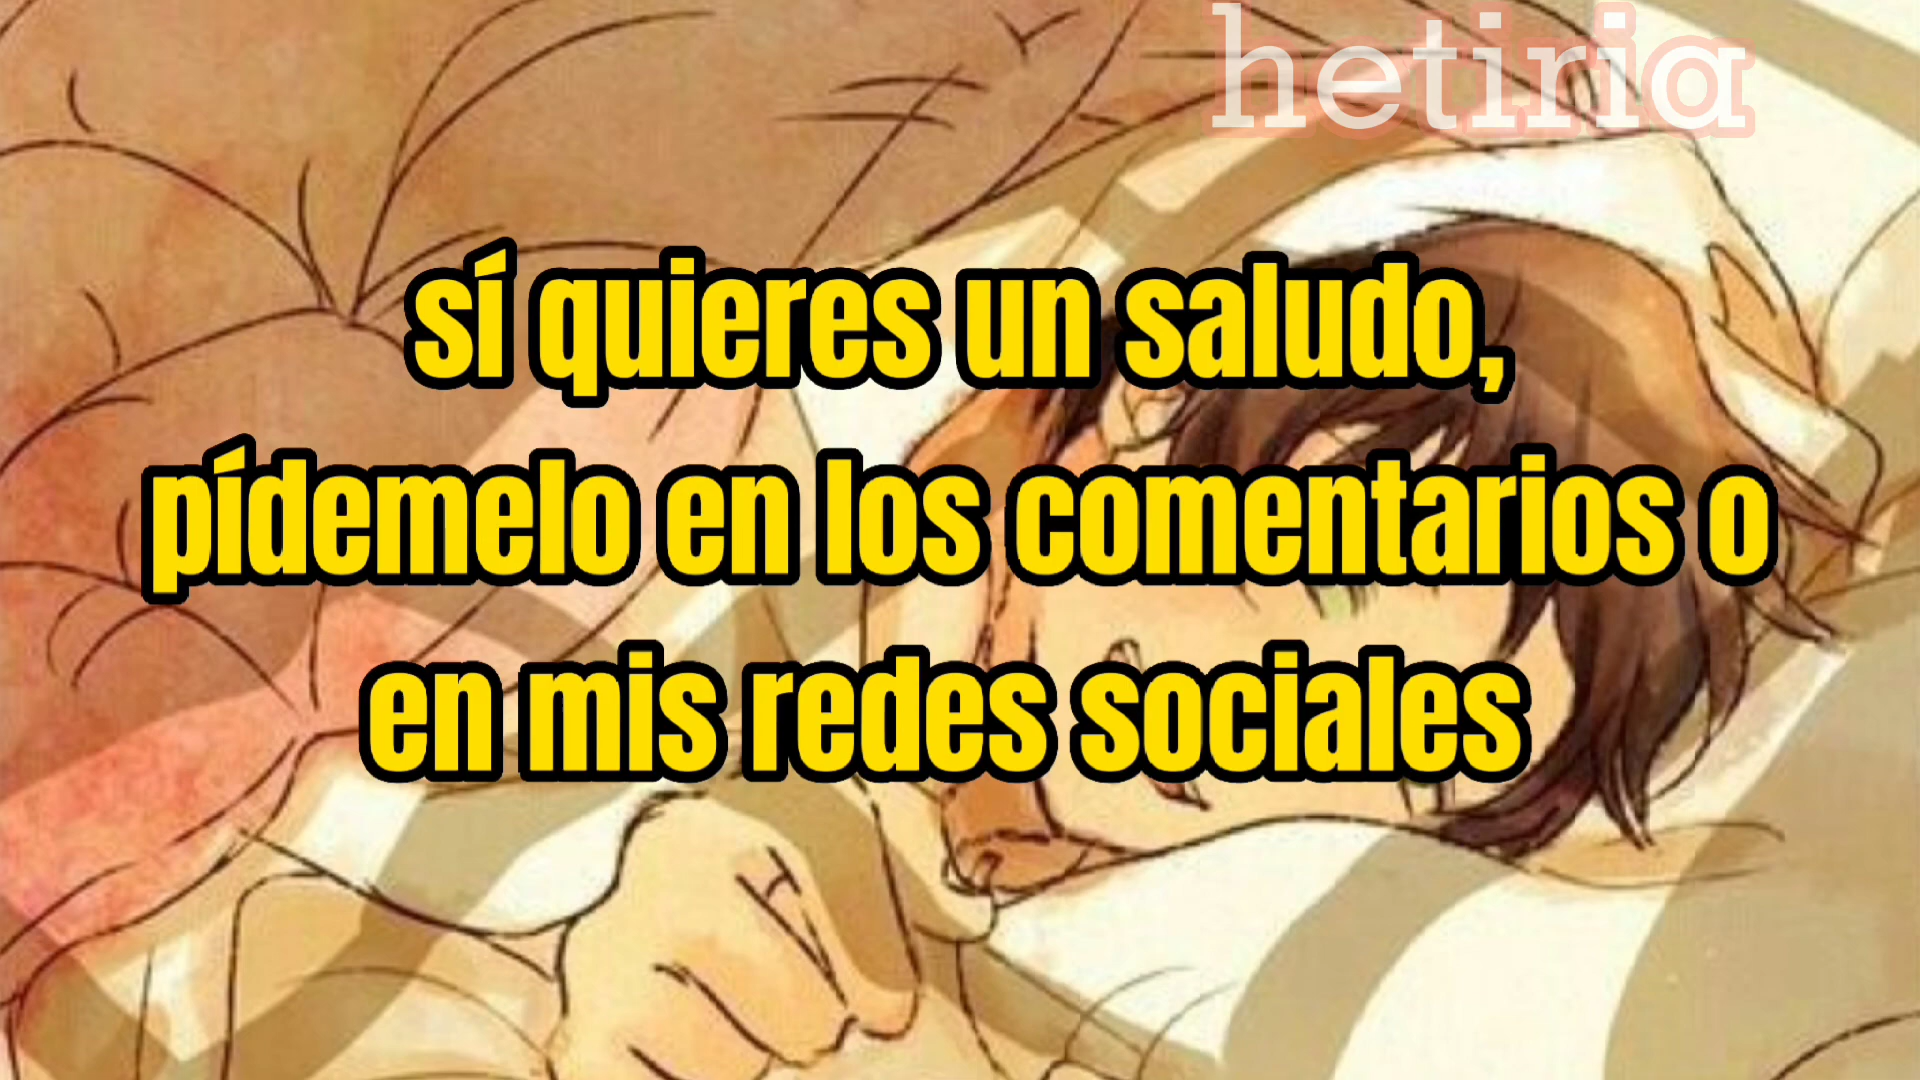 hetiria
sí quieres un saludo,
pídemelo en los comentarios o
en mis redes sociales